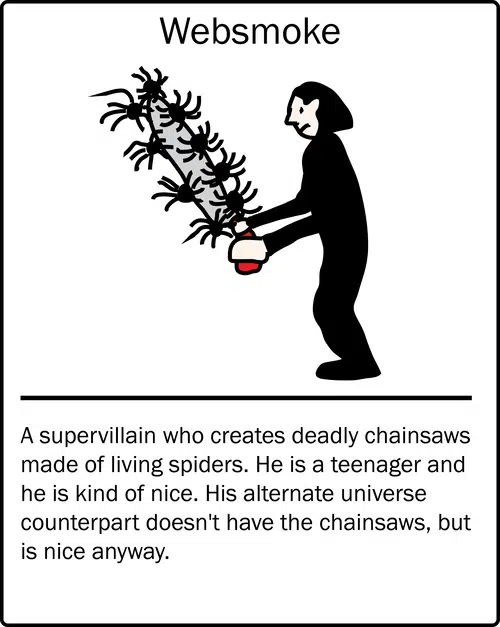 Websmoke
A supervillain who creates deadly chainsaws
made of living spiders. He is a teenager and
he is kind of nice. His alternate universe
counterpart doesn't have the chainsaws, but
is nice anyway.